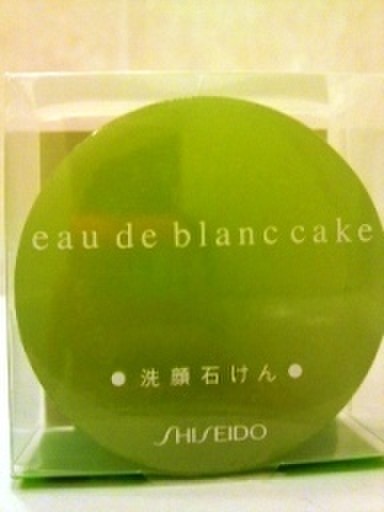 eau de blanc cake
● 洗顔石けん ●
SHISEIDO